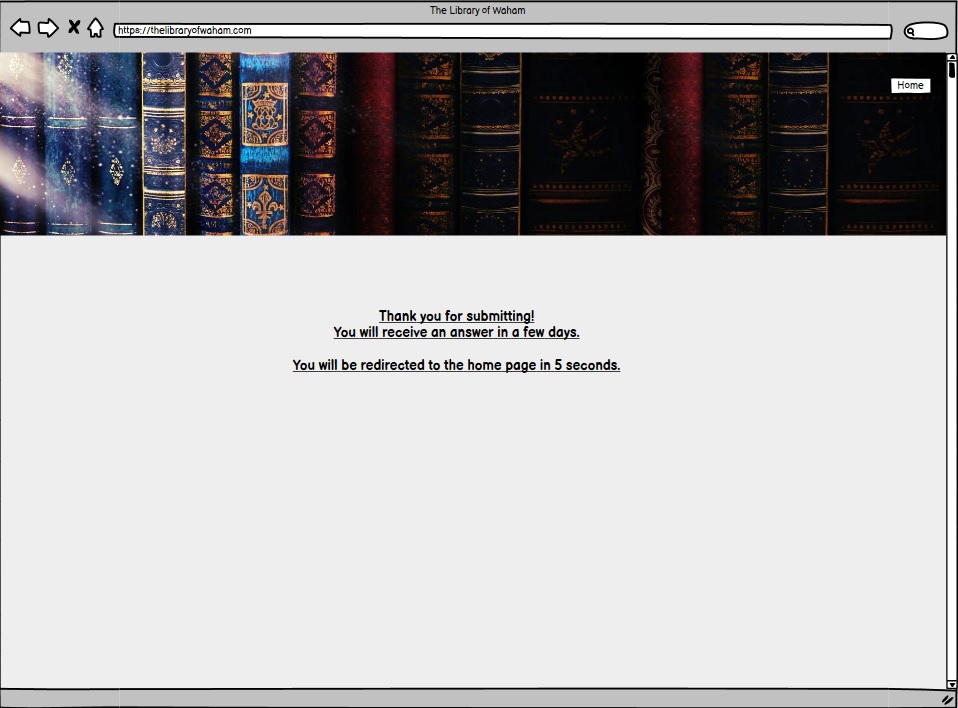 The Library of Waham
https://thelibraryofwaham.com
Home
Thank you for submitting!
You will receive an answer in a few days.
You will be redirected to the home page in 5 seconds.